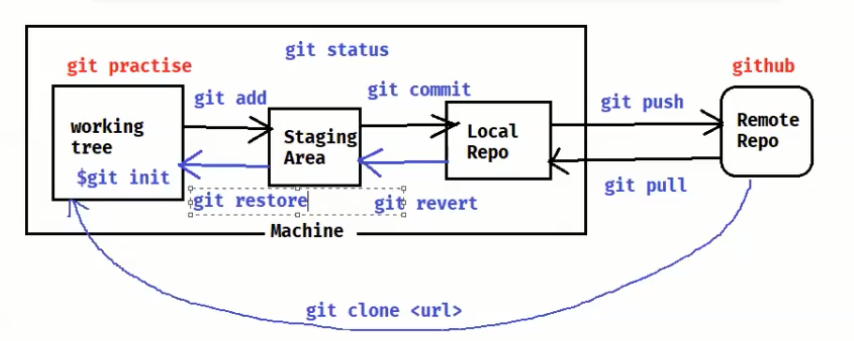 git status
git practise
github
git add
git commit
git push
working
tree
$git init
Staging
Area
Local
Repo
Remote
Repo
git pull
git restore
git revert
Machine
git clone <url>